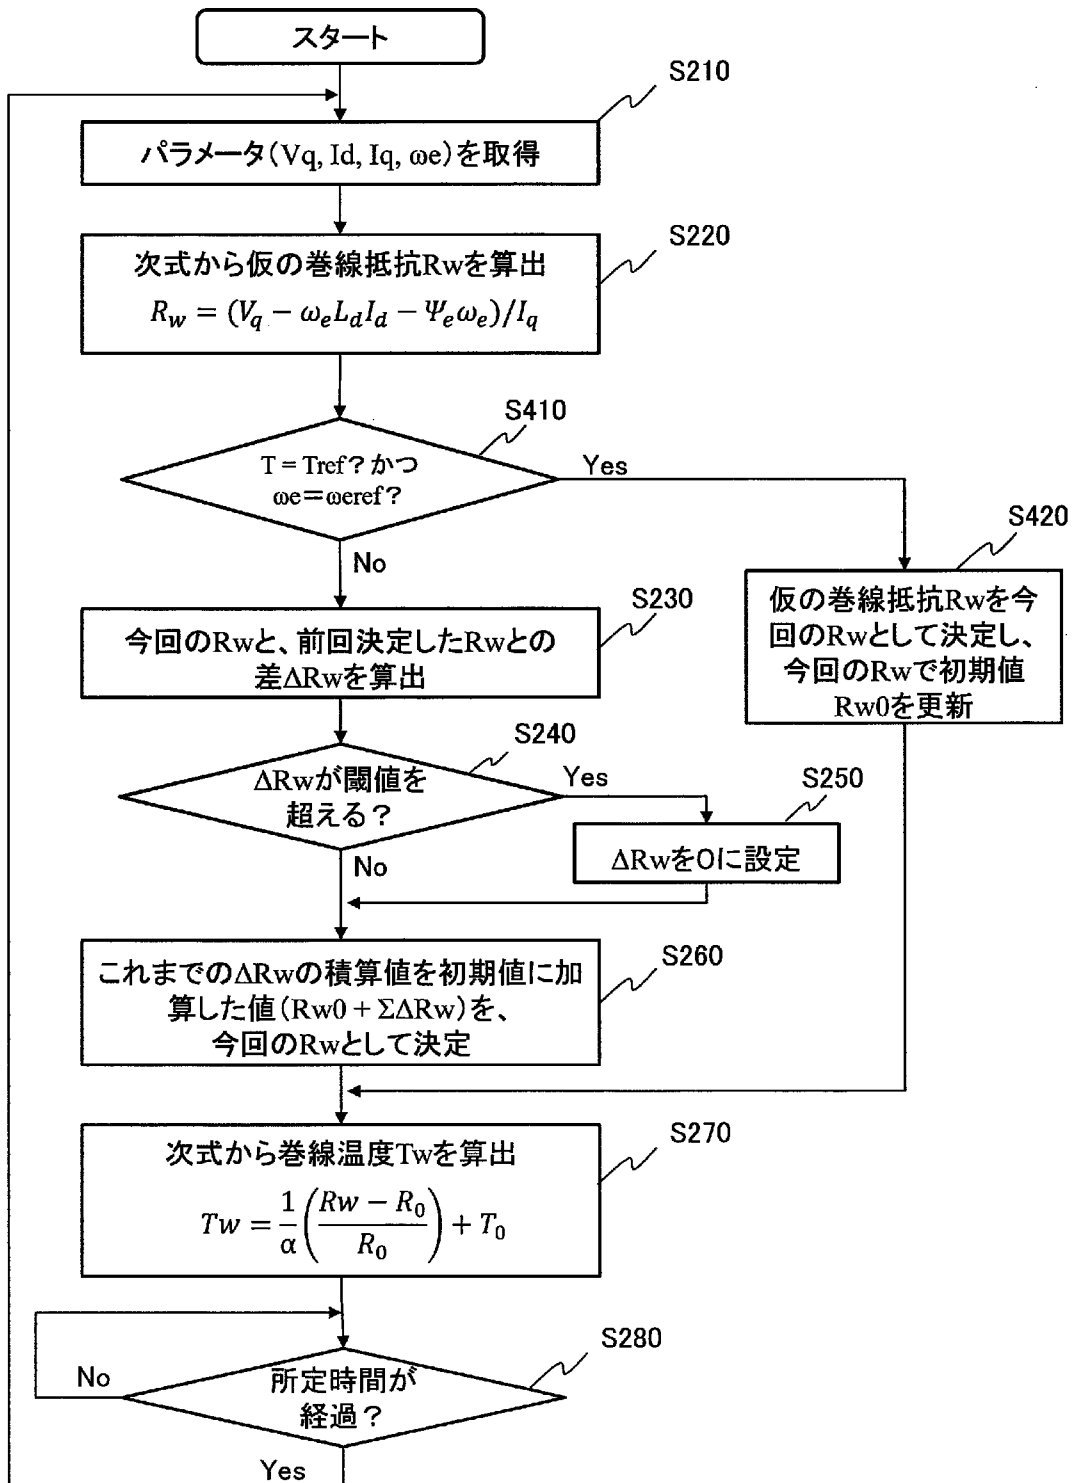 スタート
S210
パラメータ(Vq, Id, Iq, ωe)を取得
S220
次式から仮の巻線抵抗Rwを算出
R_w = (V_q − ω_e L_d I_d − Ψ_e ω_e)/I_q
S410
T = Tref?かつ
ωe=ωeref?
Yes
No
S420
仮の巻線抵抗Rwを今
回のRwとして決定し、
今回のRwで初期値
Rw0を更新
S230
今回のRwと、前回決定したRwとの
差ΔRwを算出
S240
ΔRwが閾値を
超える?
Yes
No
S250
ΔRwを0に設定
S260
これまでのΔRwの積算値を初期値に加
算した値(Rw0 + ΣΔRw)を、
今回のRwとして決定
S270
次式から巻線温度Twを算出
Tw = 1/α ((Rw − R_0)/R_0) + T_0
S280
所定時間が
経過?
No
Yes